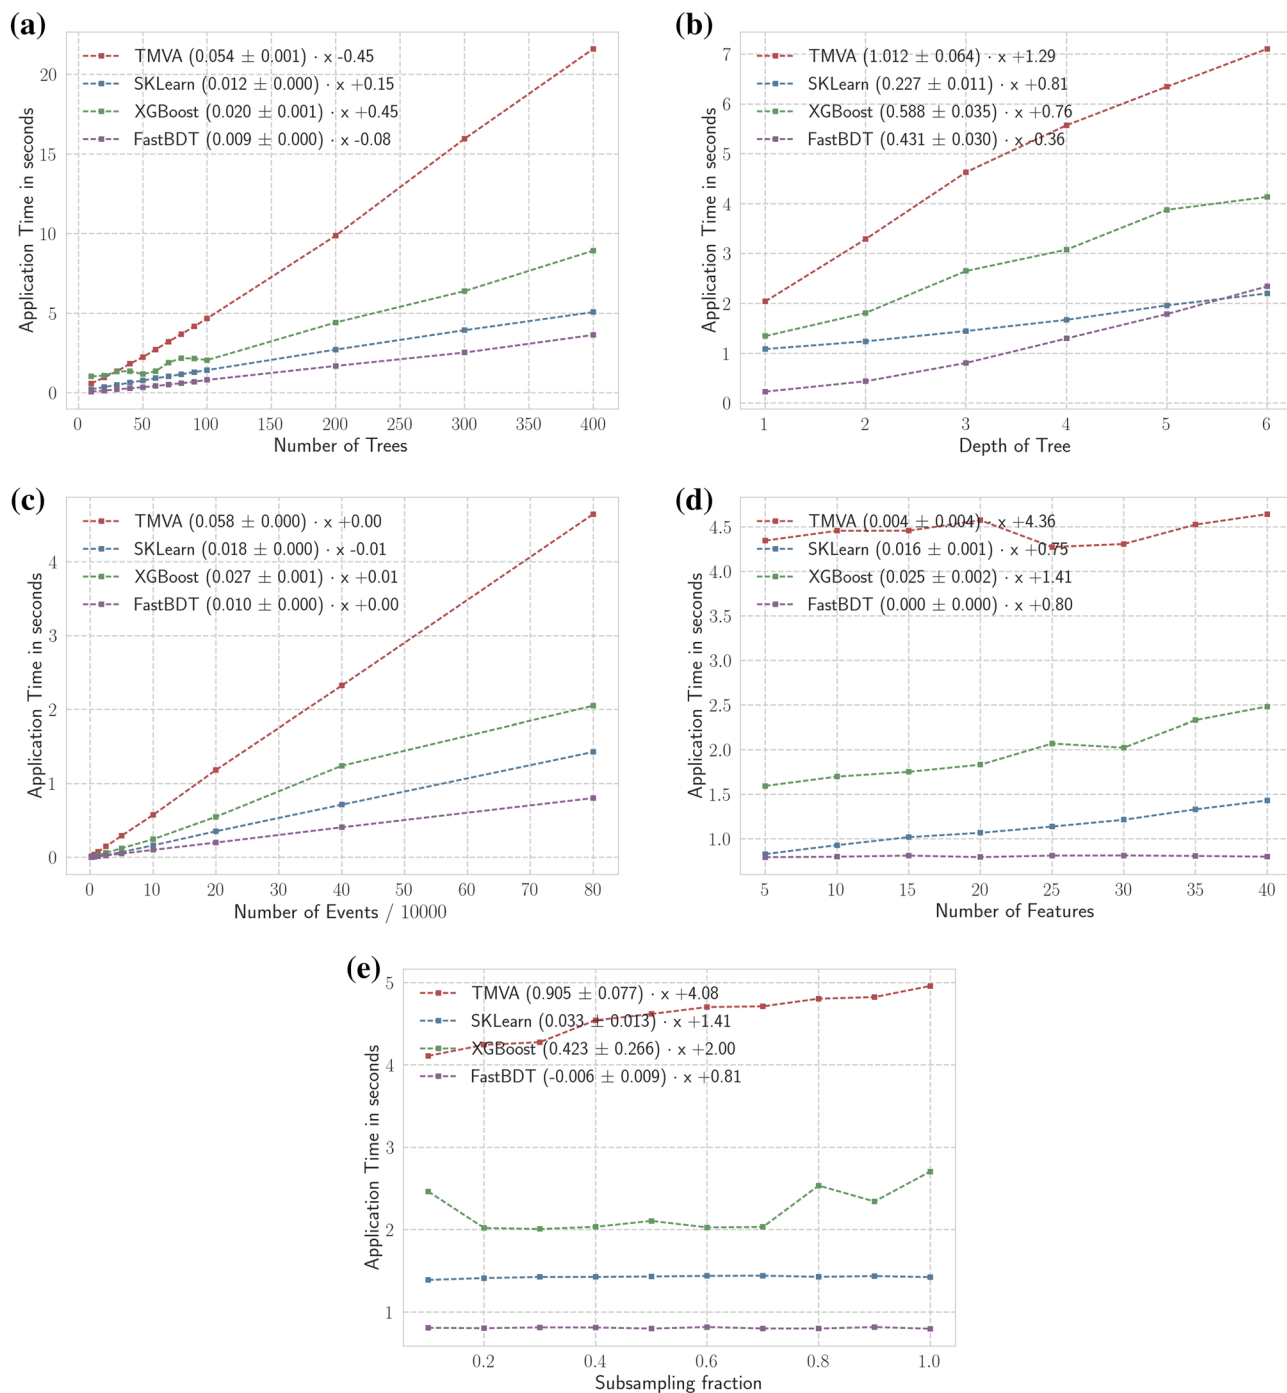 (a)
TMVA (0.054 ± 0.001) · x -0.45
SKLearn (0.012 ± 0.000) · x +0.15
XGBoost (0.020 ± 0.001) · x +0.45
FastBDT (0.009 ± 0.000) · x -0.08
Application Time in seconds
20
15
10
5
0
0 50 100 150 200 250 300 350 400
Number of Trees
(b)
TMVA (1.012 ± 0.064) · x +1.29
SKLearn (0.227 ± 0.011) · x +0.81
XGBoost (0.588 ± 0.035) · x +0.76
FastBDT (0.431 ± 0.030) · x -0.36
Application Time in seconds
7
6
5
4
3
2
1
0
1 2 3 4 5 6
Depth of Tree
(c)
TMVA (0.058 ± 0.000) · x +0.00
SKLearn (0.018 ± 0.000) · x -0.01
XGBoost (0.027 ± 0.001) · x +0.01
FastBDT (0.010 ± 0.000) · x +0.00
Application Time in seconds
4
3
2
1
0
0 10 20 30 40 50 60 70 80
Number of Events / 10000
(d)
TMVA (0.004 ± 0.004) · x +4.36
SKLearn (0.016 ± 0.001) · x +0.75
XGBoost (0.025 ± 0.002) · x +1.41
FastBDT (0.000 ± 0.000) · x +0.80
Application Time in seconds
4.5
4.0
3.5
3.0
2.5
2.0
1.5
1.0
5 10 15 20 25 30 35 40
Number of Features
(e)
TMVA (0.905 ± 0.077) · x +4.08
SKLearn (0.033 ± 0.013) · x +1.41
XGBoost (0.423 ± 0.266) · x +2.00
FastBDT (-0.006 ± 0.009) · x +0.81
Application Time in seconds
5
4
3
2
1
0.2 0.4 0.6 0.8 1.0
Subsampling fraction